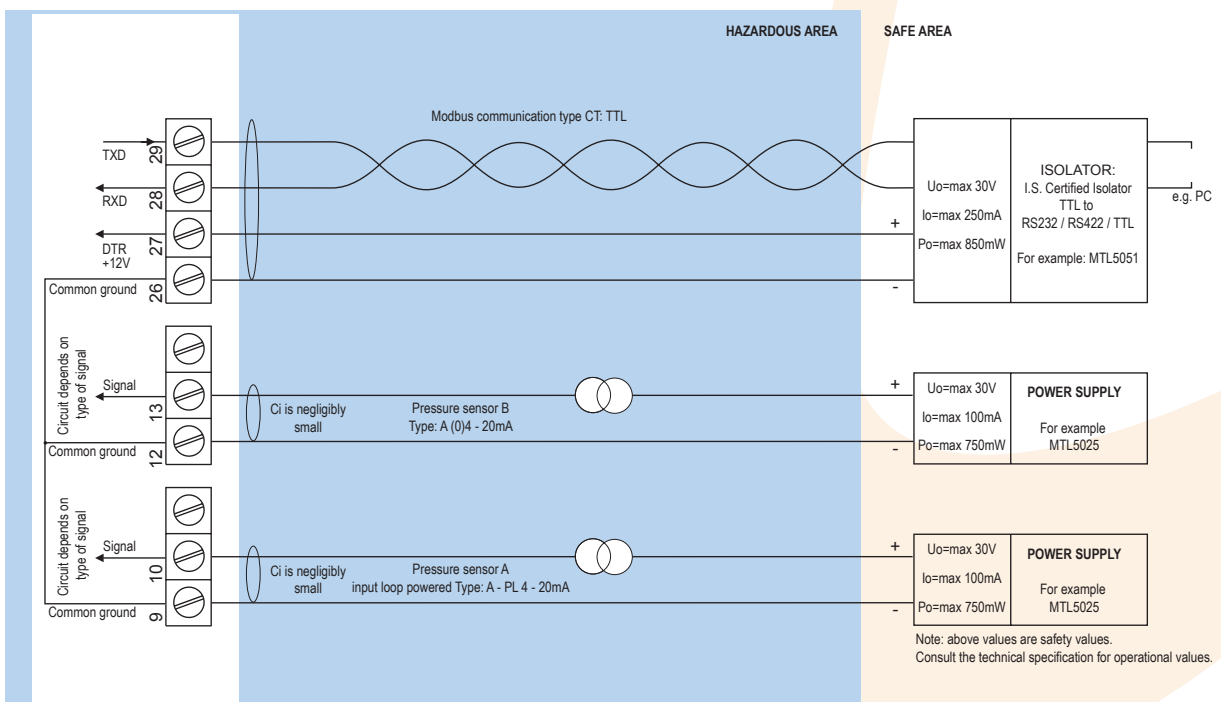 HAZARDOUS AREA
SAFE AREA
Modbus communication type CT: TTL
TXD
29
RXD
28
DTR
+12V
27
Common ground
26
+
-
Uo=max 30V
Io=max 250mA
Po=max 850mW
ISOLATOR:
I.S. Certified Isolator
TTL to
RS232 / RS422 / TTL
For example: MTL5051
e.g. PC
Circuit depends on
type of signal
Signal
13
Common ground
12
Ci is negligibly
small
Pressure sensor B
Type: A (0)4 - 20mA
+
-
Uo=max 30V
Io=max 100mA
Po=max 750mW
POWER SUPPLY
For example
MTL5025
Circuit depends on
type of signal
Signal
10
Common ground
9
Ci is negligibly
small
Pressure sensor A
input loop powered Type: A - PL 4 - 20mA
+
-
Uo=max 30V
Io=max 100mA
Po=max 750mW
POWER SUPPLY
For example
MTL5025
Note: above values are safety values.
Consult the technical specification for operational values.